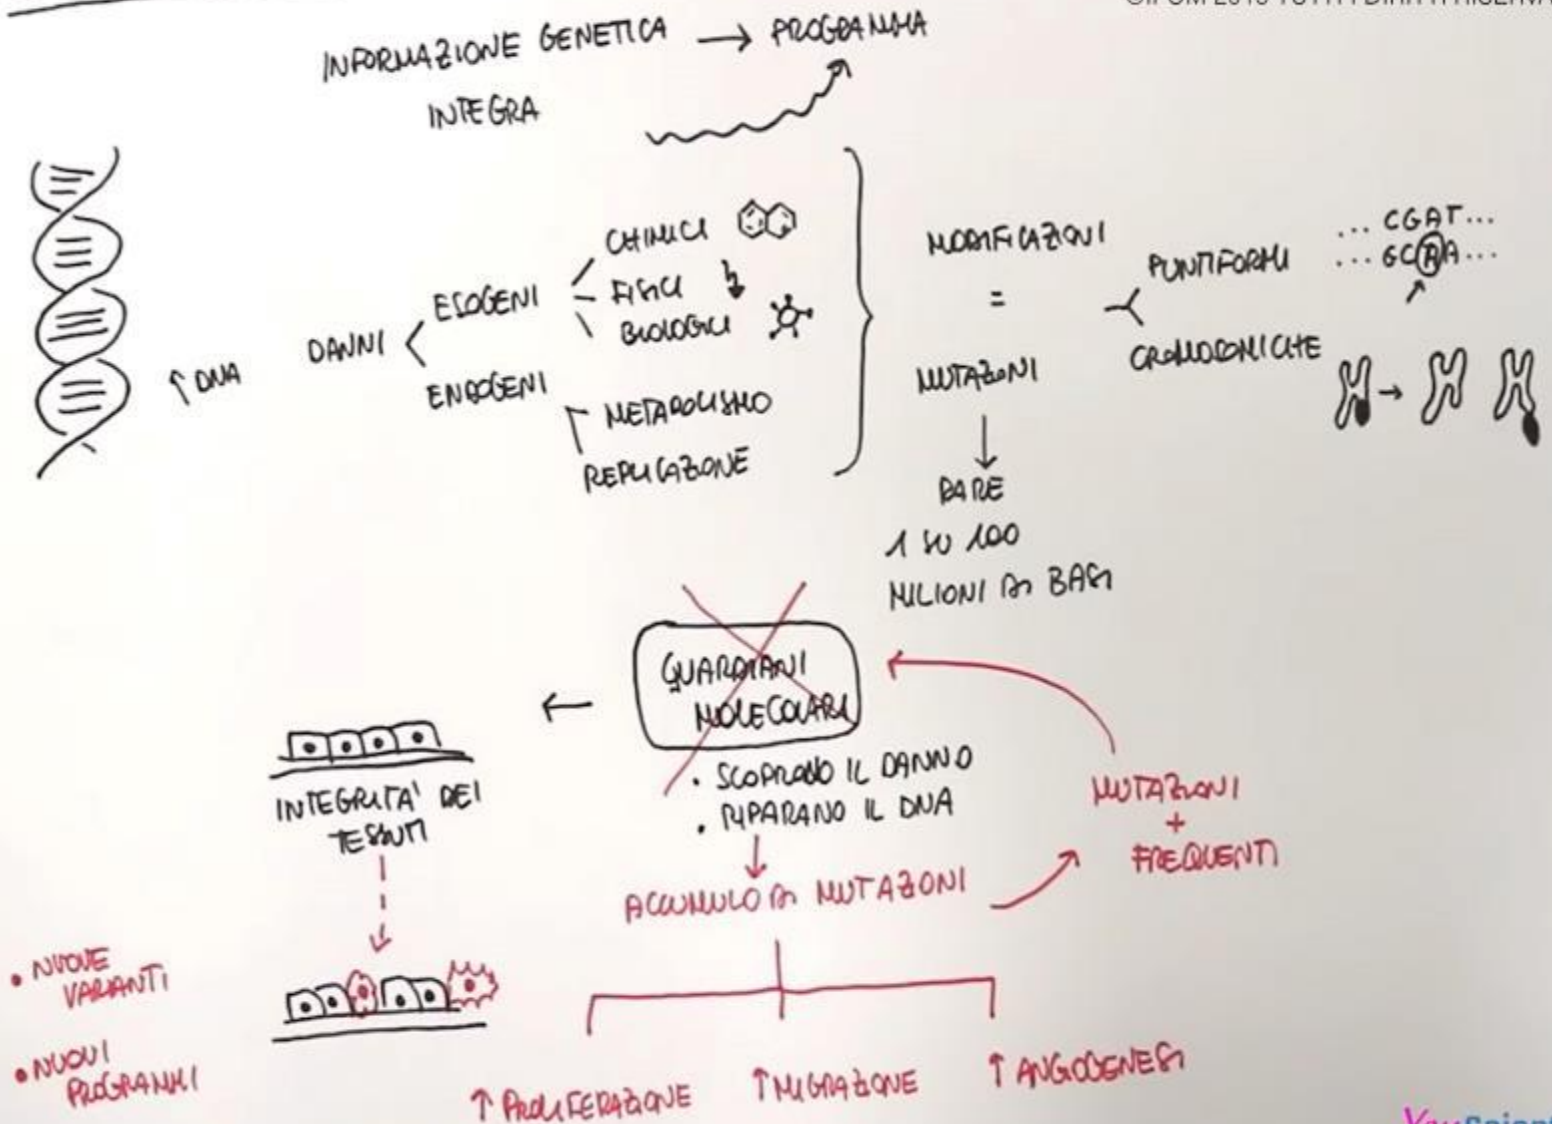 INFORMAZIONE GENETICA → PROGRAMMA
INTEGRA
↑ DNA
DANNI
ESOGENI
CHIMICI
FISICI
BIOLOGICI
ENDOGENI
METABOLISMO
REPLICAZIONE
MODIFICAZIONI
=
MUTAZIONI
PUNTIFORMI
... CGAT...
... GCAA...
CROMOSOMICHE
RARE
1 SU 100
MILIONI DI BASI
GUARDIANI
MOLECOLARI
• SCOPRONO IL DANNO
• RIPARANO IL DNA
INTEGRITA' DEI
TESSUTI
ACCUMULO DI MUTAZIONI
MUTAZIONI
+
FREQUENTI
• NUOVE
VARIANTI
• NUOVI
PROGRAMMI
↑ PROLIFERAZIONE
↑ MIGRAZIONE
↑ ANGIOGENESI